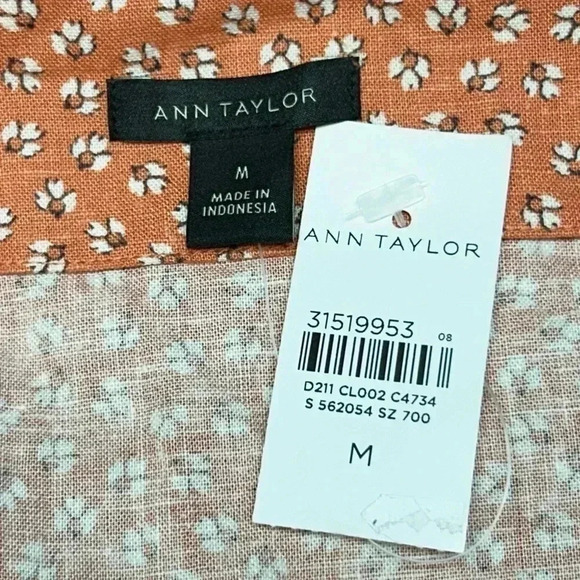 ANN TAYLOR
M
MADE IN
INDONESIA
ANN TAYLOR
31519953 08
D211 CL002 C4734
S 562054 SZ 700
M